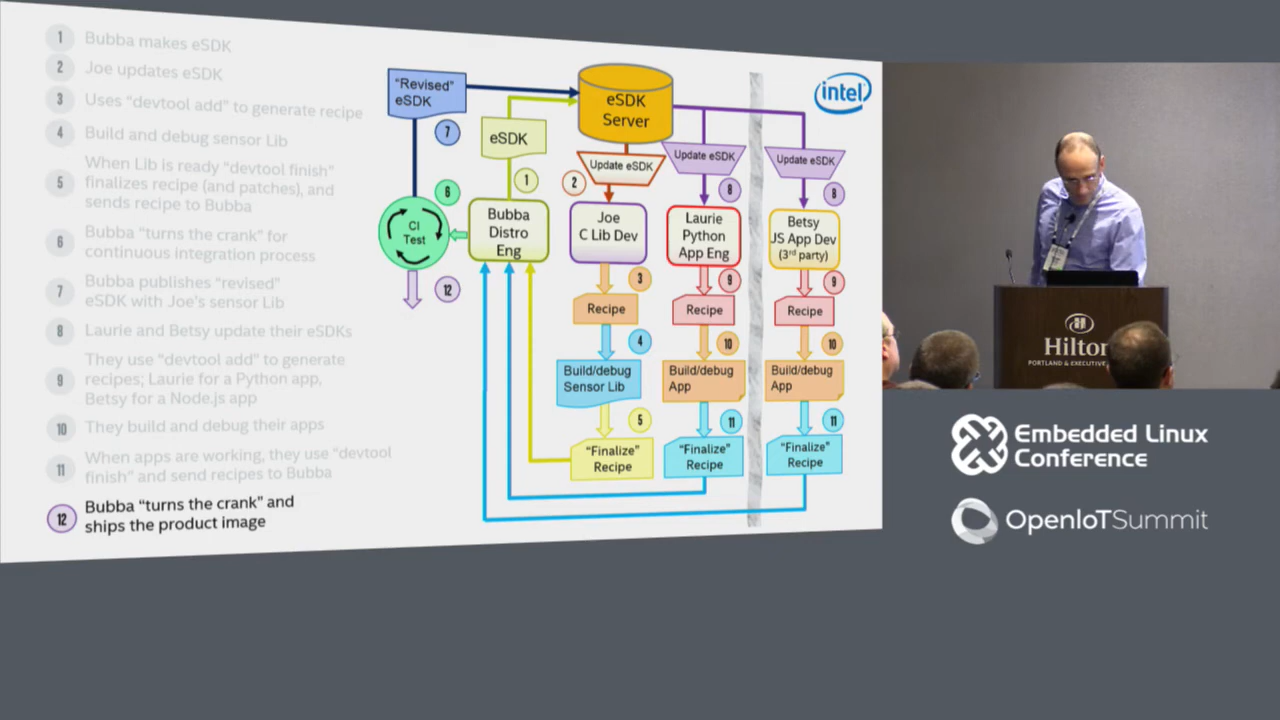 1 Bubba makes eSDK
2 Joe updates eSDK
3 Uses “devtool add” to generate recipe
4 Build and debug sensor Lib
5 When Lib is ready “devtool finish”
finalizes recipe (and patches), and
sends recipe to Bubba
6 Bubba “turns the crank” for
continuous integration process
7 Bubba publishes “revised”
eSDK with Joe's sensor Lib
8 Laurie and Betsy update their eSDKs
9 They use “devtool add” to generate
recipes; Laurie for a Python app,
Betsy for a Node.js app
10 They build and debug their apps
11 When apps are working, they use “devtool
finish” and send recipes to Bubba
12 Bubba “turns the crank” and
ships the product image
“Revised”
eSDK
7
eSDK
1
eSDK
Server
intel
Update eSDK
2
Update eSDK
8
Update eSDK
8
6
CI
Test
12
Bubba
Distro
Eng
Joe
C Lib Dev
Laurie
Python
App Eng
Betsy
JS App Dev
(3rd party)
3
9
9
Recipe
Recipe
Recipe
4
10
10
Build/debug
Sensor Lib
Build/debug
App
Build/debug
App
5
11
11
“Finalize”
Recipe
“Finalize”
Recipe
“Finalize”
Recipe
Hilton
PORTLAND & EXECUTIVE
Embedded Linux
Conference
OpenIoTSummit